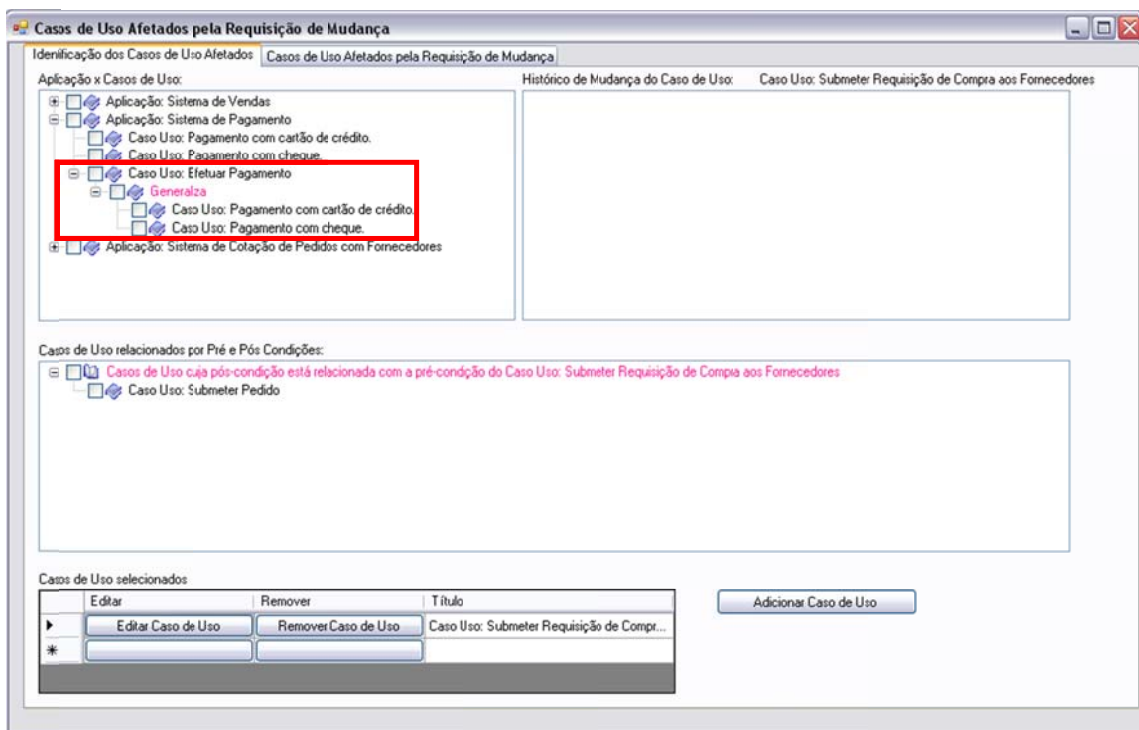 Casos de Uso Afetados pela Requisição de Mudança
Identificação dos Casos de Uso Afetados
Casos de Uso Afetados pela Requisição de Mudança
Aplicação x Casos de Uso:
Histórico de Mudança do Caso de Uso:
Caso Uso: Submeter Requisição de Compra aos Fornecedores
Aplicação: Sistema de Vendas
Aplicação: Sistema de Pagamento
Caso Uso: Pagamento com cartão de crédito.
Caso Uso: Pagamento com cheque.
Caso Uso: Efetuar Pagamento
Generalza
Caso Uso: Pagamento com cartão de crédito.
Caso Uso: Pagamento com cheque.
Aplicação: Sistema de Cotação de Pedidos com Fornecedores
Casos de Uso relacionados por Pré e Pós Condições:
Casos de Uso cuja pós-condição está relacionada com a pré-condição do Caso Uso: Submeter Requisição de Compra aos Fornecedores
Caso Uso: Submeter Pedido
Casos de Uso selecionados
Editar
Remover
Título
Editar Caso de Uso
Remover Caso de Uso
Caso Uso: Submeter Requisição de Compr...
Adicionar Caso de Uso